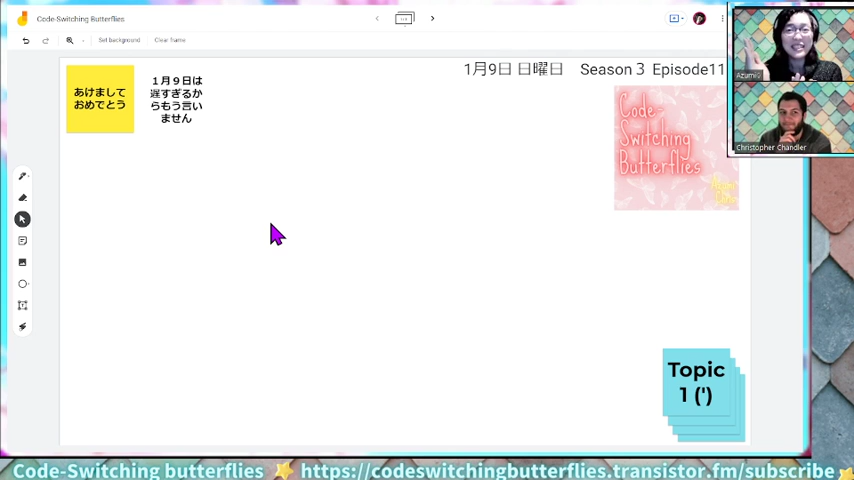 Code-Switching Butterflies
Set background
Clear frame
1月9日 日曜日 Season 3 Episode11
あけまして
おめでとう
１月９日は
遅すぎるか
らもう言い
ません
Code-
Switching
Butterflies
Topic
1 (')
Azumi
Christopher Chandler
Code-Switching butterflies ⭐ https://codeswitchingbutterflies.transistor.fm/subscribe ⭐